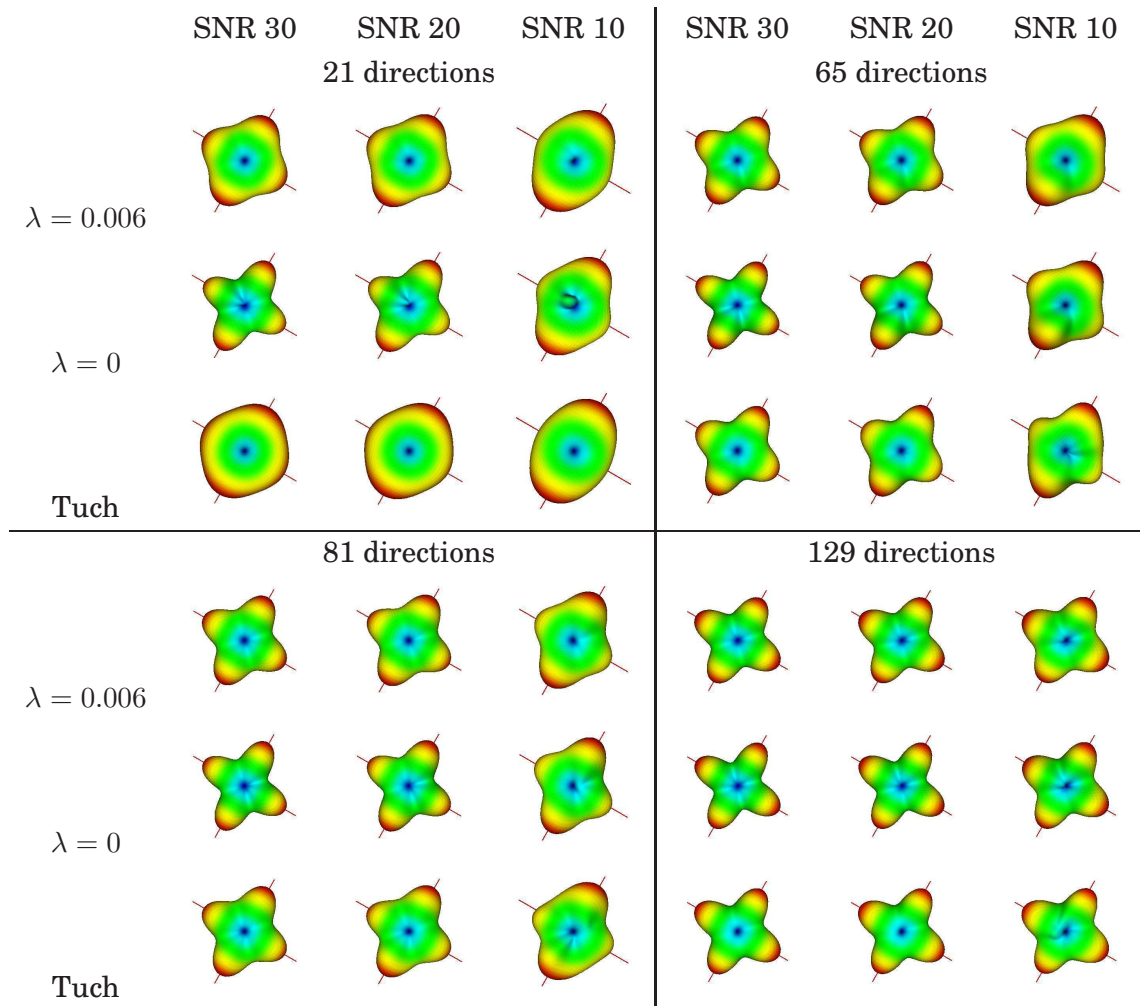 SNR 30 SNR 20 SNR 10 SNR 30 SNR 20 SNR 10
21 directions 65 directions
λ = 0.006
λ = 0
Tuch
81 directions 129 directions
λ = 0.006
λ = 0
Tuch